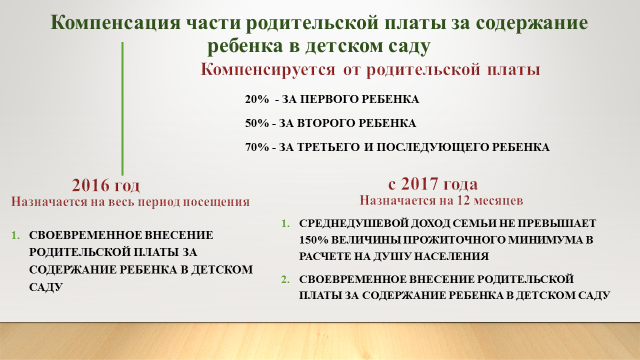 Компенсация части родительской платы за содержание
ребенка в детском саду
Компенсируется от родительской платы
20% - ЗА ПЕРВОГО РЕБЕНКА
50% - ЗА ВТОРОГО РЕБЕНКА
70% - ЗА ТРЕТЬЕГО И ПОСЛЕДУЮЩЕГО РЕБЕНКА
2016 год
Назначается на весь период посещения
1. СВОЕВРЕМЕННОЕ ВНЕСЕНИЕ
РОДИТЕЛЬСКОЙ ПЛАТЫ ЗА
СОДЕРЖАНИЕ РЕБЕНКА В ДЕТСКОМ
САДУ
с 2017 года
Назначается на 12 месяцев
1. СРЕДНЕДУШЕВОЙ ДОХОД СЕМЬИ НЕ ПРЕВЫШАЕТ
150% ВЕЛИЧИНЫ ПРОЖИТОЧНОГО МИНИМУМА В
РАСЧЕТЕ НА ДУШУ НАСЕЛЕНИЯ
2. СВОЕВРЕМЕННОЕ ВНЕСЕНИЕ РОДИТЕЛЬСКОЙ
ПЛАТЫ ЗА СОДЕРЖАНИЕ РЕБЕНКА В ДЕТСКОМ САДУ